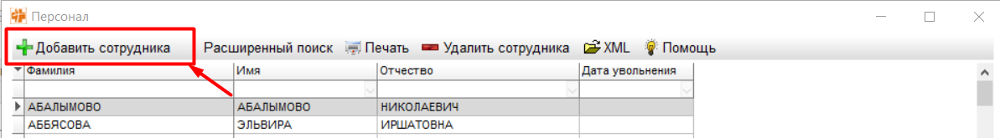 Персонал
Добавить сотрудника Расширенный поиск Печать Удалить сотрудника XML Помощь
Фамилия Имя Отчество Дата увольнения
АБАЛЫМОВО АБАЛЫМОВО НИКОЛАЕВИЧ
АББЯСОВА ЭЛЬВИРА ИРШАТОВНА